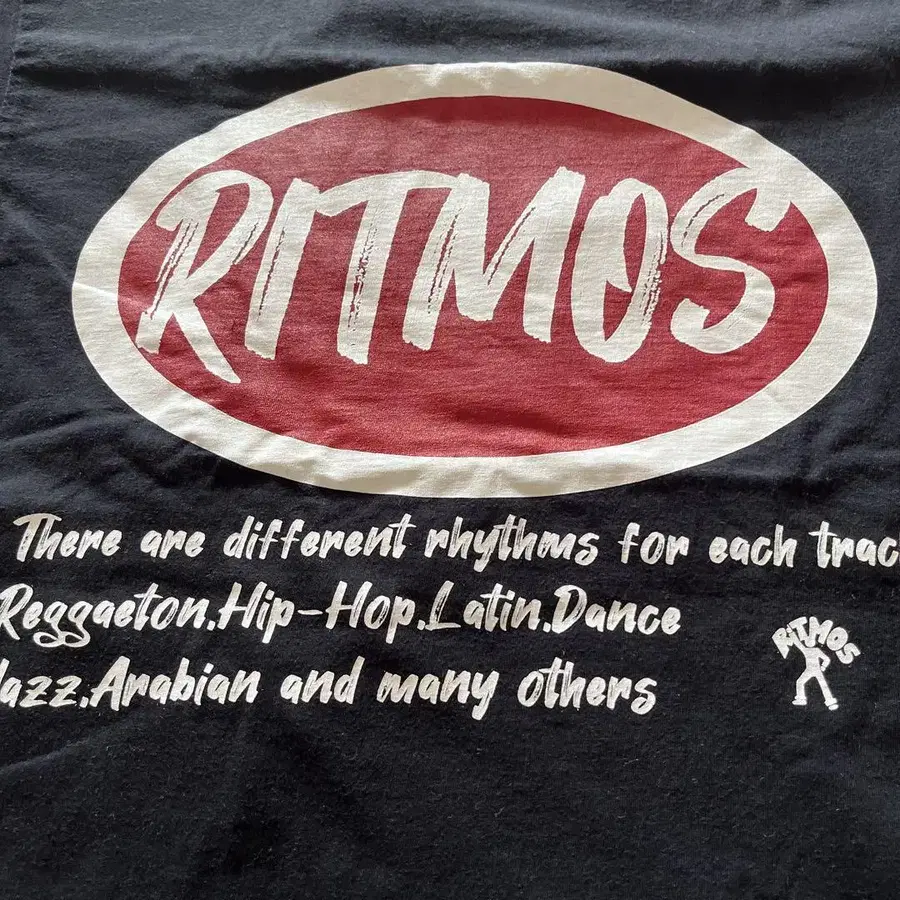 RITMOS
There are different rhythms for each trac
Reggaeton.Hip-Hop.Latin.Dance
Jazz.Arabian and many others
RITMOS